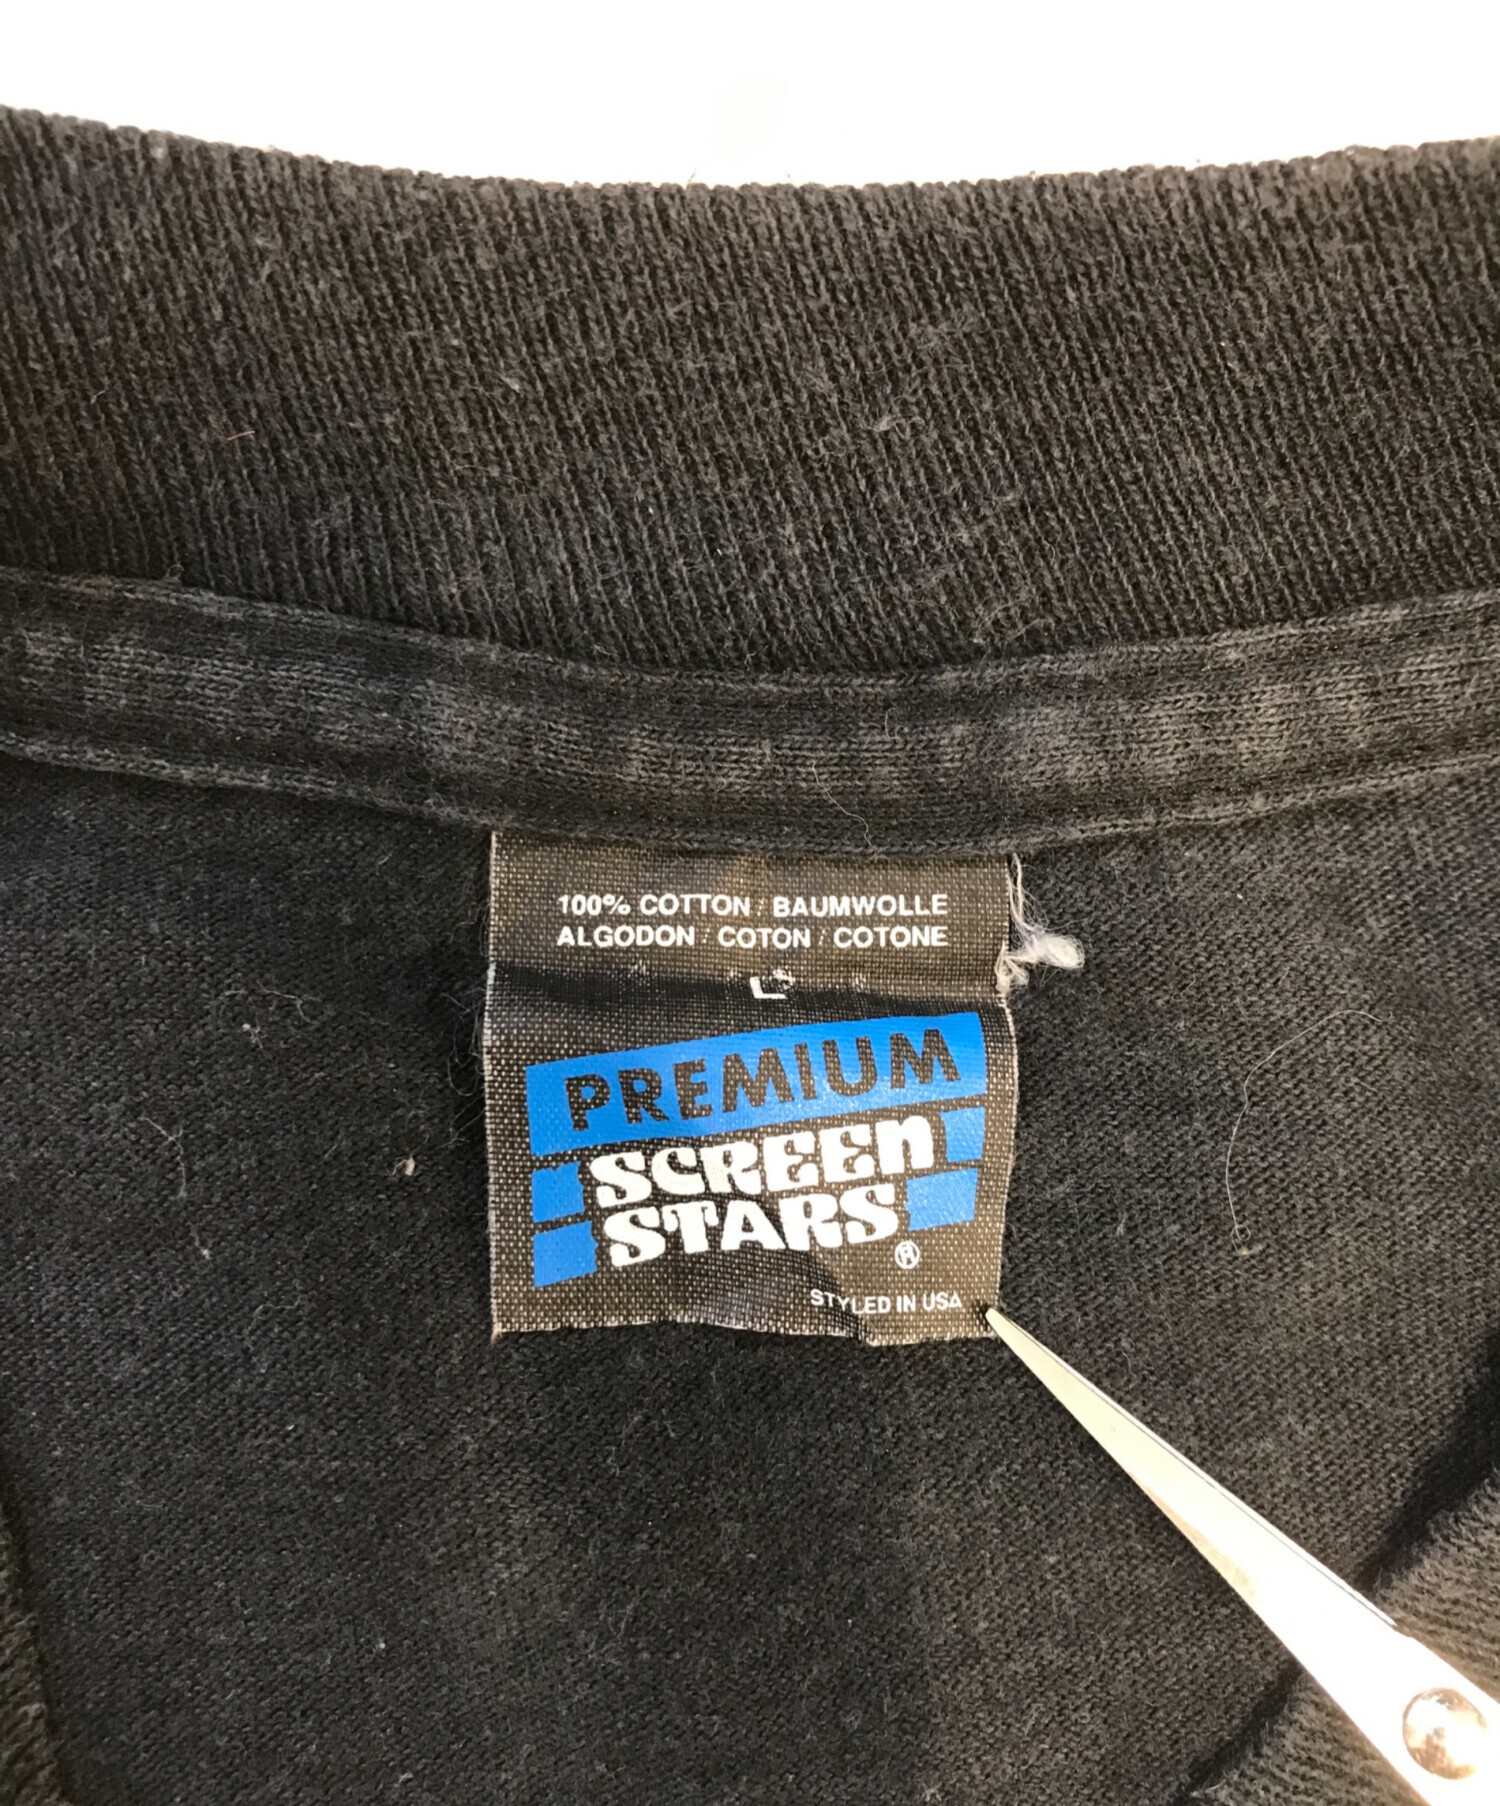 100% COTTON / BAUMWOLLE
ALGODON / COTON / COTONE
L
PREMIUM
SCREEN
STARS
®
STYLED IN USA